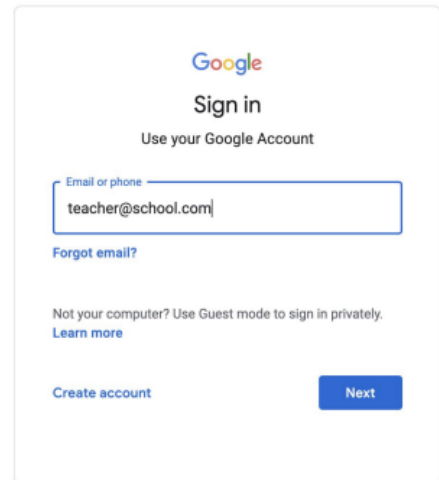 Google
Sign in
Use your Google Account
Email or phone
teacher@school.com
Forgot email?
Not your computer? Use Guest mode to sign in privately.
Learn more
Create account
Next